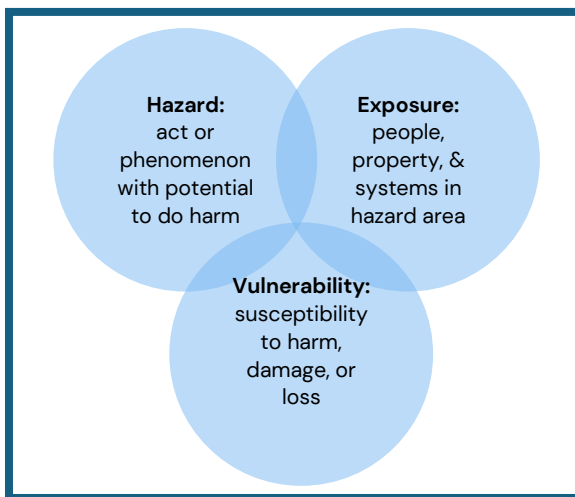 Hazard:
act or
phenomenon
with potential
to do harm
Exposure:
people,
property, &
systems in
hazard area
Vulnerability:
susceptibility
to harm,
damage, or
loss